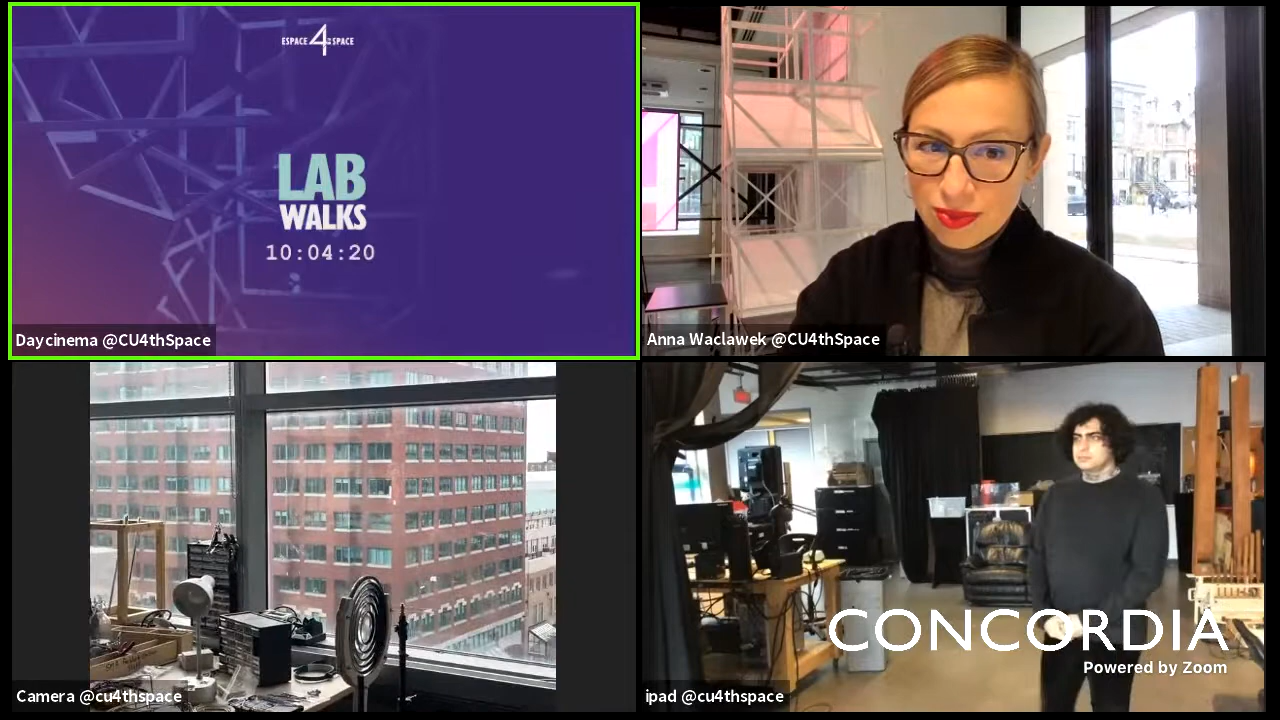 ESPACE 4 SPACE
LAB
WALKS
10:04:20
Daycinema @CU4thSpace
Anna Waclawek @CU4thSpace
Camera @cu4thspace
ipad @cu4thspace
CONCORDIA
Powered by Zoom